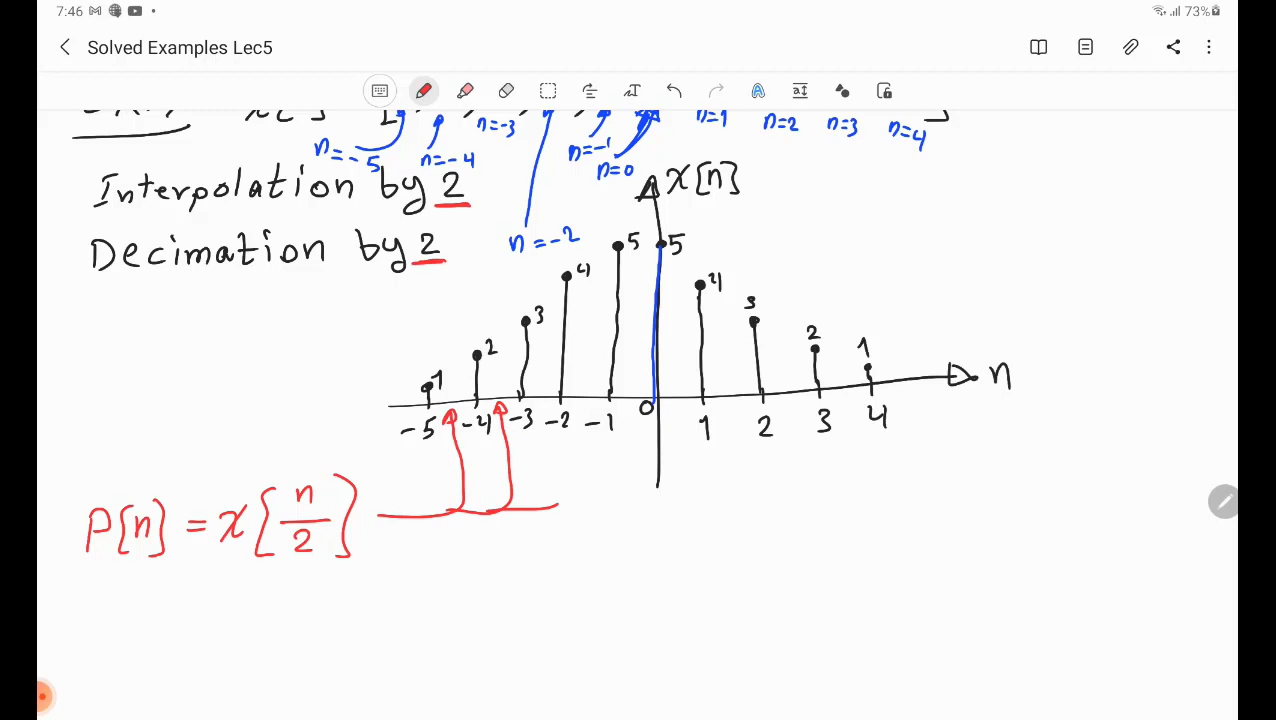 7:46 73%
Solved Examples Lec5
n=-5 n=-4 n=-3 n=-1 n=0 n=1 n=2 n=3 n=4
Interpolation by 2
x[n]
Decimation by 2
n=-2
1 2 3 4 5 5 4 3 2 1
n
-5 -4 -3 -2 -1 0 1 2 3 4
P[n] = x[n/2]